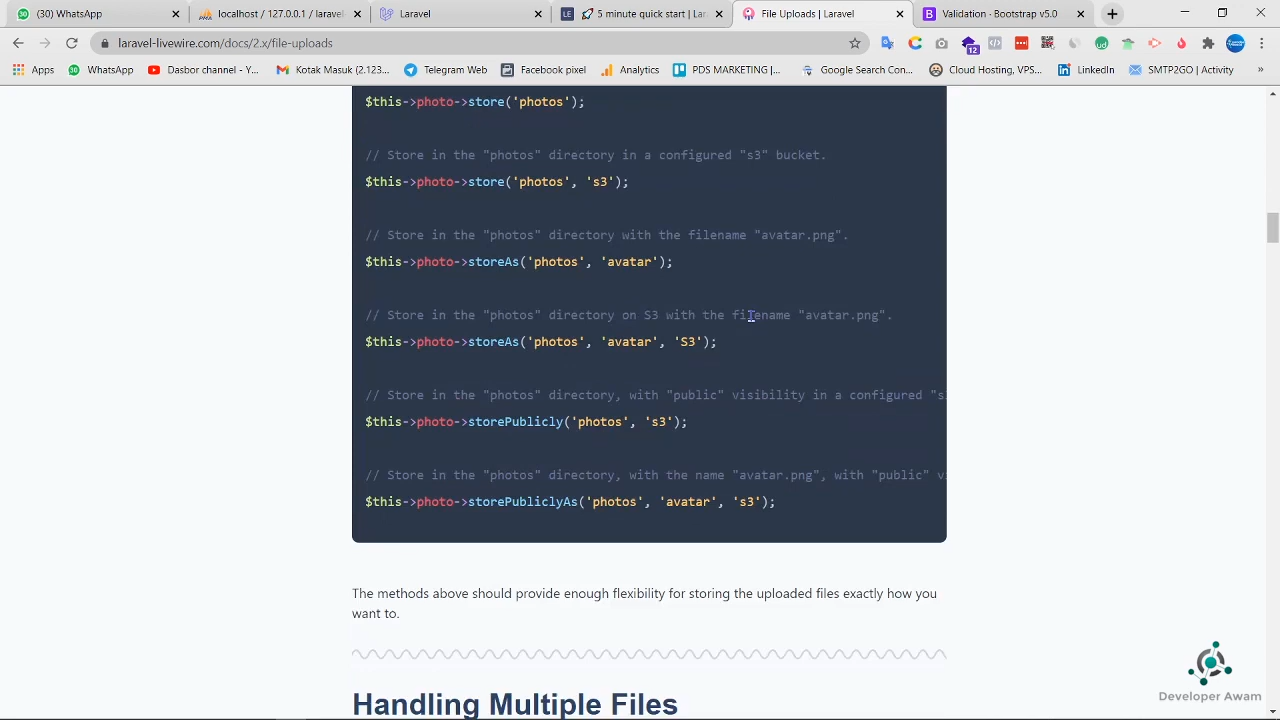 (30) WhatsApp
localhost / 127.0.0.1 / laravel
Laravel
5 minute quick start | Laravel
File Uploads | Laravel
Validation - Bootstrap v5.0
laravel-livewire.com/docs/2.x/file-uploads
12
Apps
WhatsApp
Dasbor channel - Y...
Kotak Masuk (2.123...
Telegram Web
Facebook pixel
Analytics
PDS MARKETING |...
Google Search Con...
Cloud Hosting, VPS...
LinkedIn
SMTP2GO | Activity
»
$this->photo->store('photos');
// Store in the "photos" directory in a configured "s3" bucket.
$this->photo->store('photos', 's3');
// Store in the "photos" directory with the filename "avatar.png".
$this->photo->storeAs('photos', 'avatar');
// Store in the "photos" directory on S3 with the filename "avatar.png".
$this->photo->storeAs('photos', 'avatar', 'S3');
// Store in the "photos" directory, with "public" visibility in a configured "s
$this->photo->storePublicly('photos', 's3');
// Store in the "photos" directory, with the name "avatar.png", with "public" vi
$this->photo->storePubliclyAs('photos', 'avatar', 's3');
The methods above should provide enough flexibility for storing the uploaded files exactly how you
want to.
Handling Multiple Files
Developer Awam